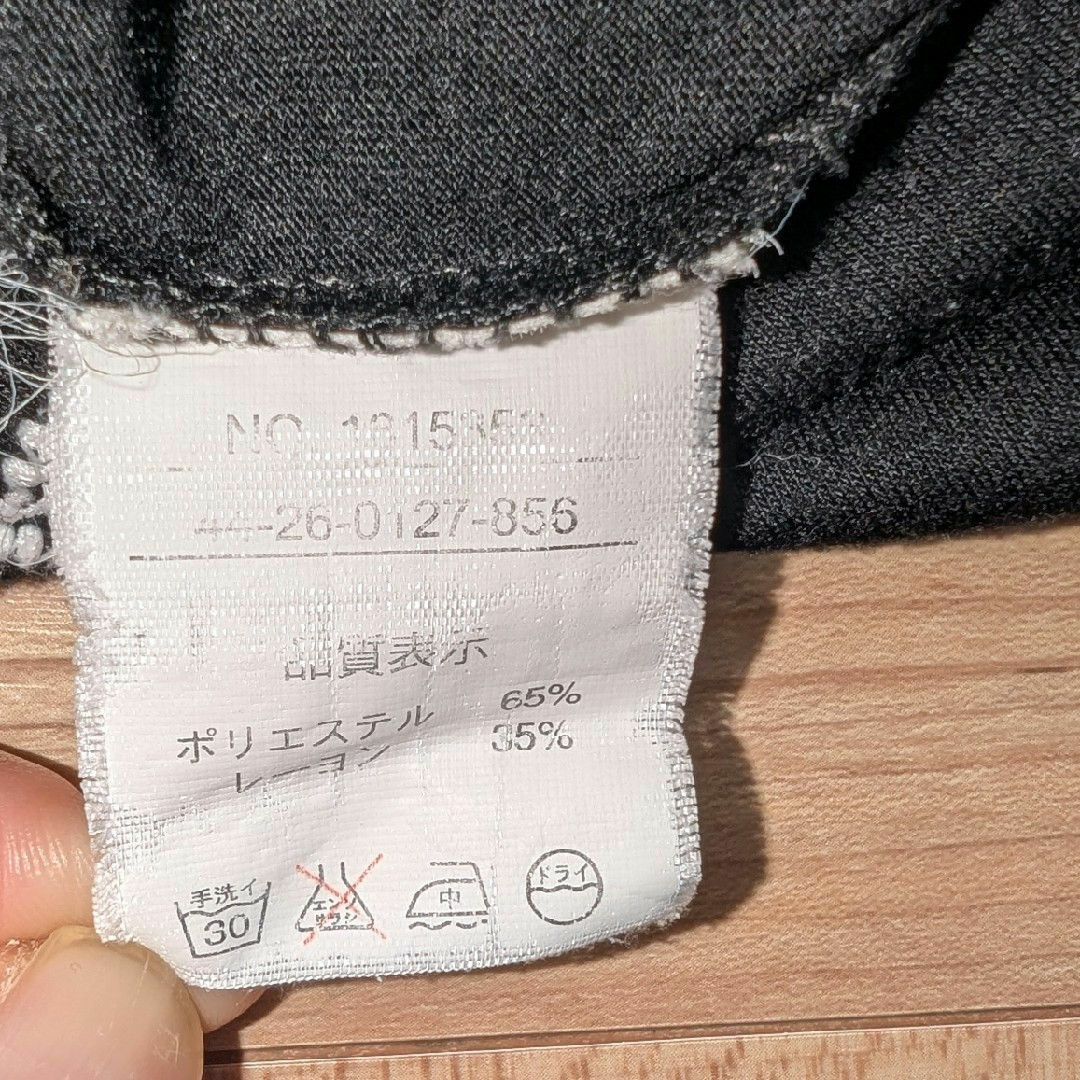 NO.
44-26-0127-856
品質表示
ポリエステル 65%
レーヨン 35%
手洗イ
30
エンソ
サラシ
中
ドライ